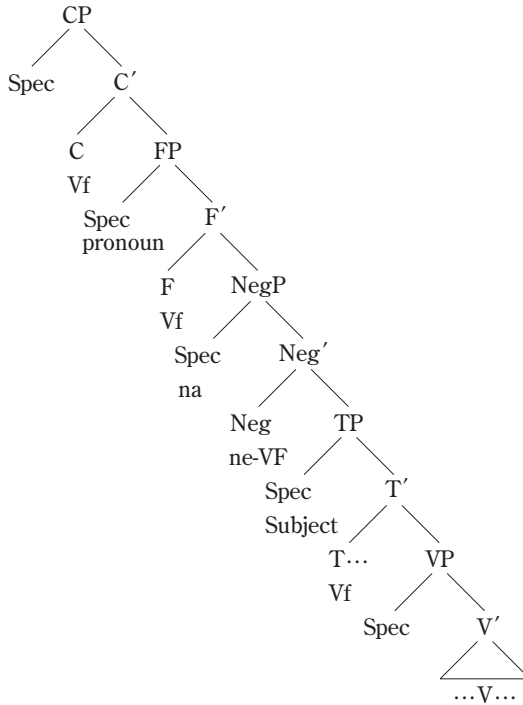 CP
Spec C′
C FP
Vf
Spec F′
pronoun
F NegP
Vf
Spec Neg′
na
Neg TP
ne-VF
Spec T′
Subject
T… VP
Vf
Spec V′
…V…